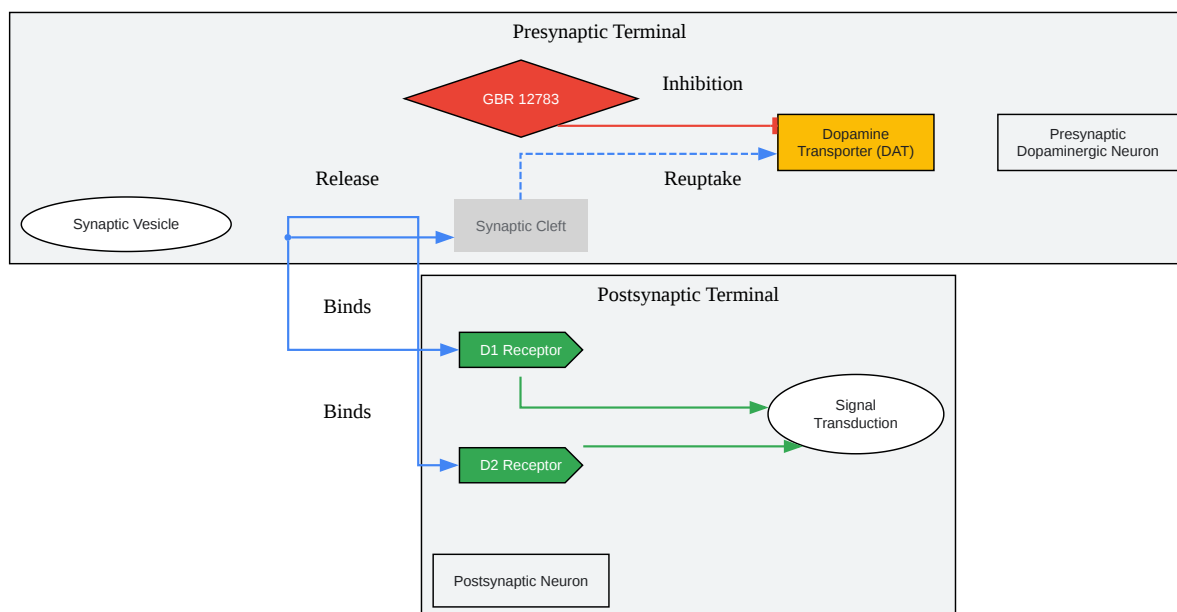 Presynaptic Terminal
GBR 12783
Inhibition
Dopamine
Transporter (DAT)
Presynaptic
Dopaminergic Neuron
Release
Reuptake
Synaptic Vesicle
Synaptic Cleft
Postsynaptic Terminal
Binds
D1 Receptor
Binds
Signal
Transduction
D2 Receptor
Postsynaptic Neuron